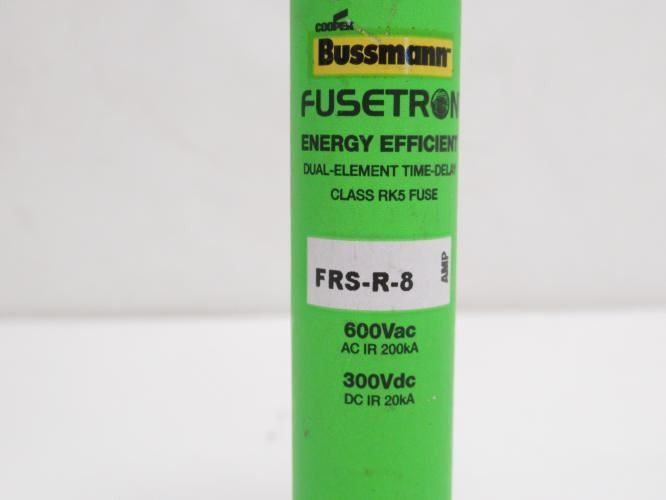 COOPER
Bussmann
FUSETRON
ENERGY EFFICIENT
DUAL-ELEMENT TIME-DELAY
CLASS RK5 FUSE
FRS-R-8
AMP
600Vac
AC IR 200kA
300Vdc
DC IR 20kA